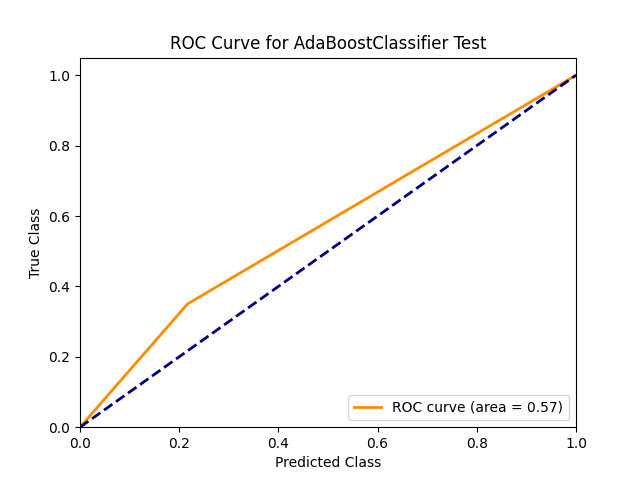 ROC Curve for AdaBoostClassifier Test
1.0
0.8
0.6
0.4
0.2
0.0
True Class
ROC curve (area = 0.57)
0.0 0.2 0.4 0.6 0.8 1.0
Predicted Class